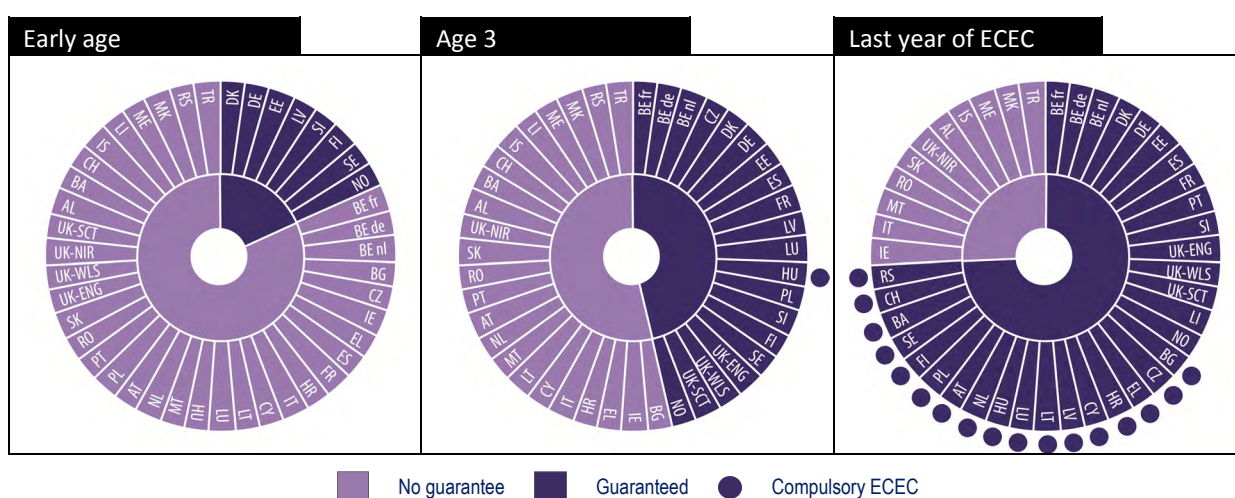 Early age
DK
DE
EE
LV
SI
FI
SE
NO
BE fr
BE de
BE nl
BG
CZ
IE
EL
ES
FR
HR
IT
CY
LT
LU
HU
MT
NL
AT
PL
PT
RO
SK
UK-ENG
UK-WLS
UK-NIR
UK-SCT
AL
BA
CH
IS
LI
ME
MK
RS
TR
Age 3
BE fr
BE de
BE nl
CZ
DK
DE
EE
ES
FR
LV
LU
HU
PL
SI
FI
SE
UK-ENG
UK-WLS
UK-SCT
NO
BG
IE
EL
HR
IT
CY
LT
MT
NL
AT
PT
RO
SK
UK-NIR
AL
BA
CH
IS
LI
ME
MK
RS
TR
Last year of ECEC
BE fr
BE de
BE nl
DK
DE
EE
ES
FR
PT
SI
UK-ENG
UK-WLS
UK-SCT
LI
NO
BG
CZ
EL
HR
CY
LV
LT
LU
HU
NL
AT
PL
FI
SE
BA
CH
RS
IE
IT
MT
RO
SK
UK-NIR
AL
IS
ME
MK
TR
No guarantee
Guaranteed
Compulsory ECEC